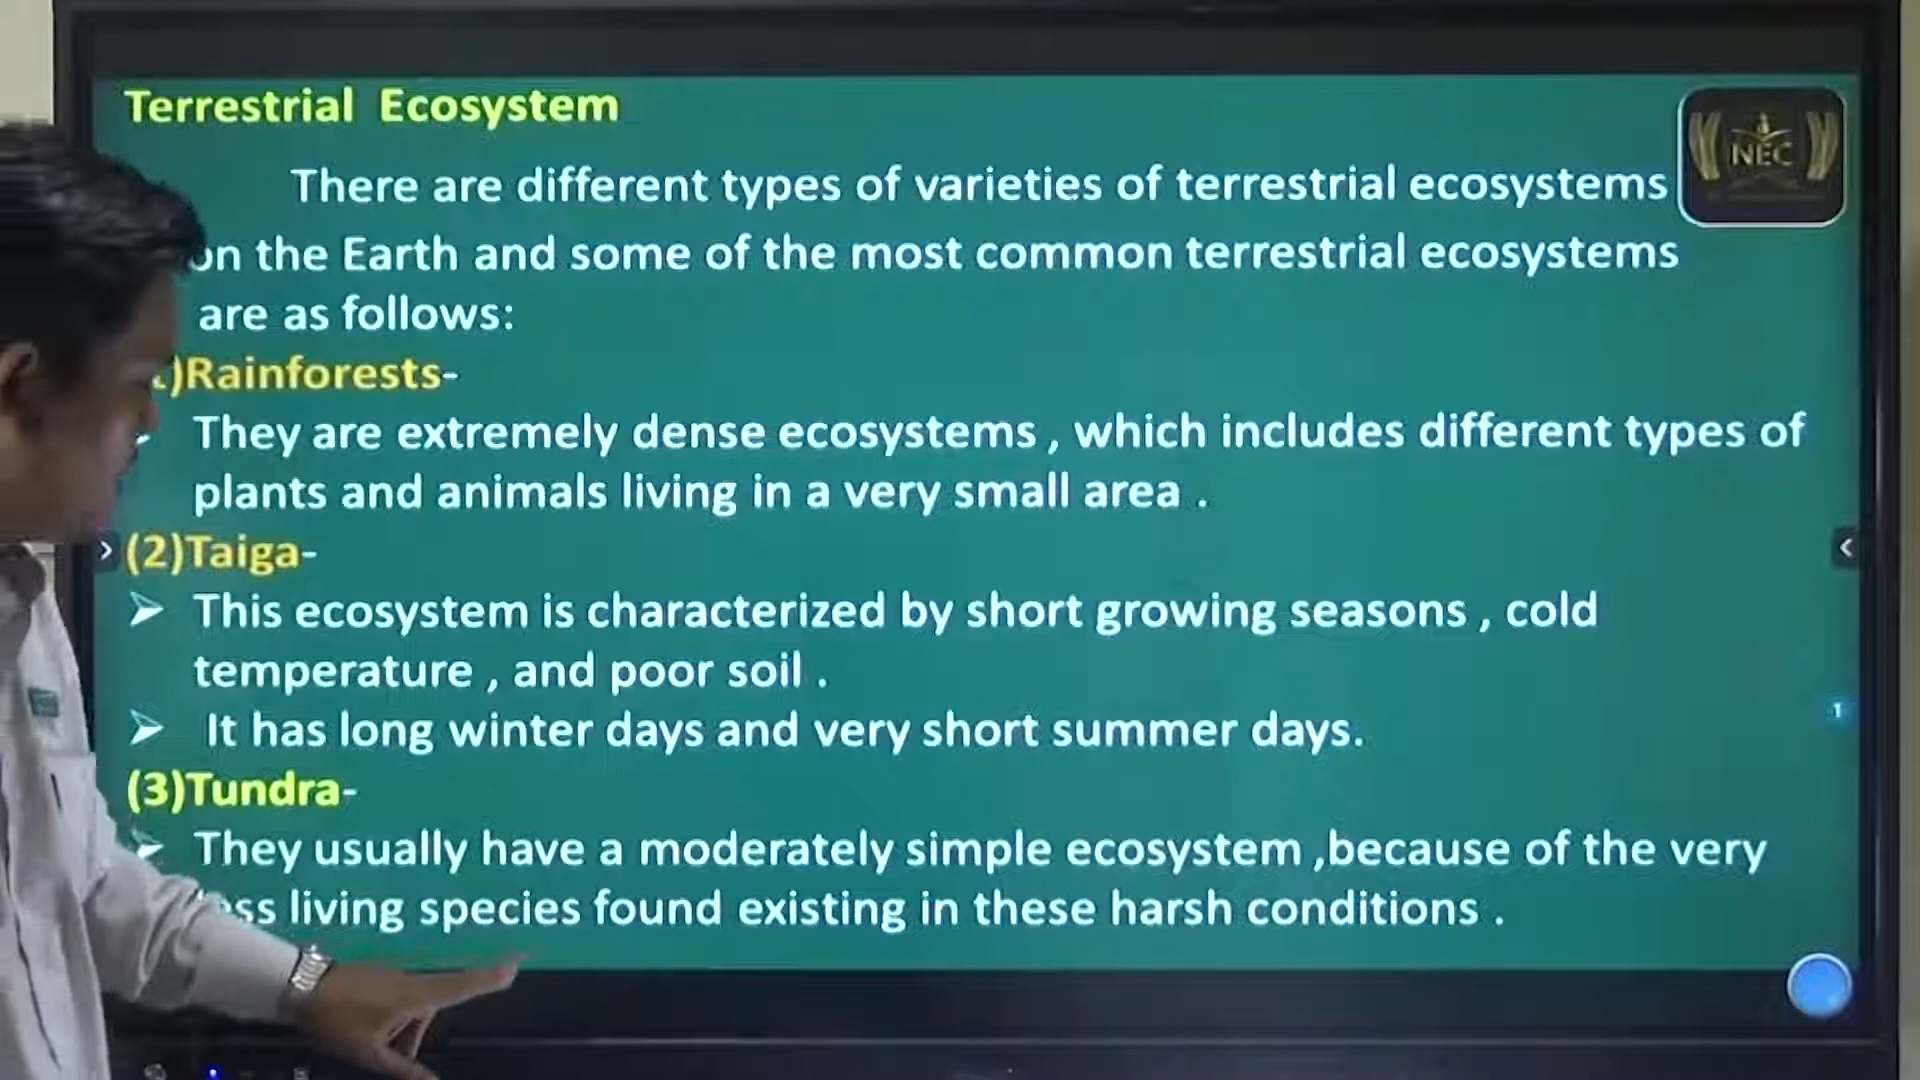 Terrestrial Ecosystem
NEC
There are different types of varieties of terrestrial ecosystems
on the Earth and some of the most common terrestrial ecosystems
are as follows:
)Rainforests-
➤ They are extremely dense ecosystems , which includes different types of
plants and animals living in a very small area .
(2)Taiga-
➤ This ecosystem is characterized by short growing seasons , cold
temperature , and poor soil .
➤ It has long winter days and very short summer days.
1
(3)Tundra-
➤ They usually have a moderately simple ecosystem ,because of the very
living species found existing in these harsh conditions .